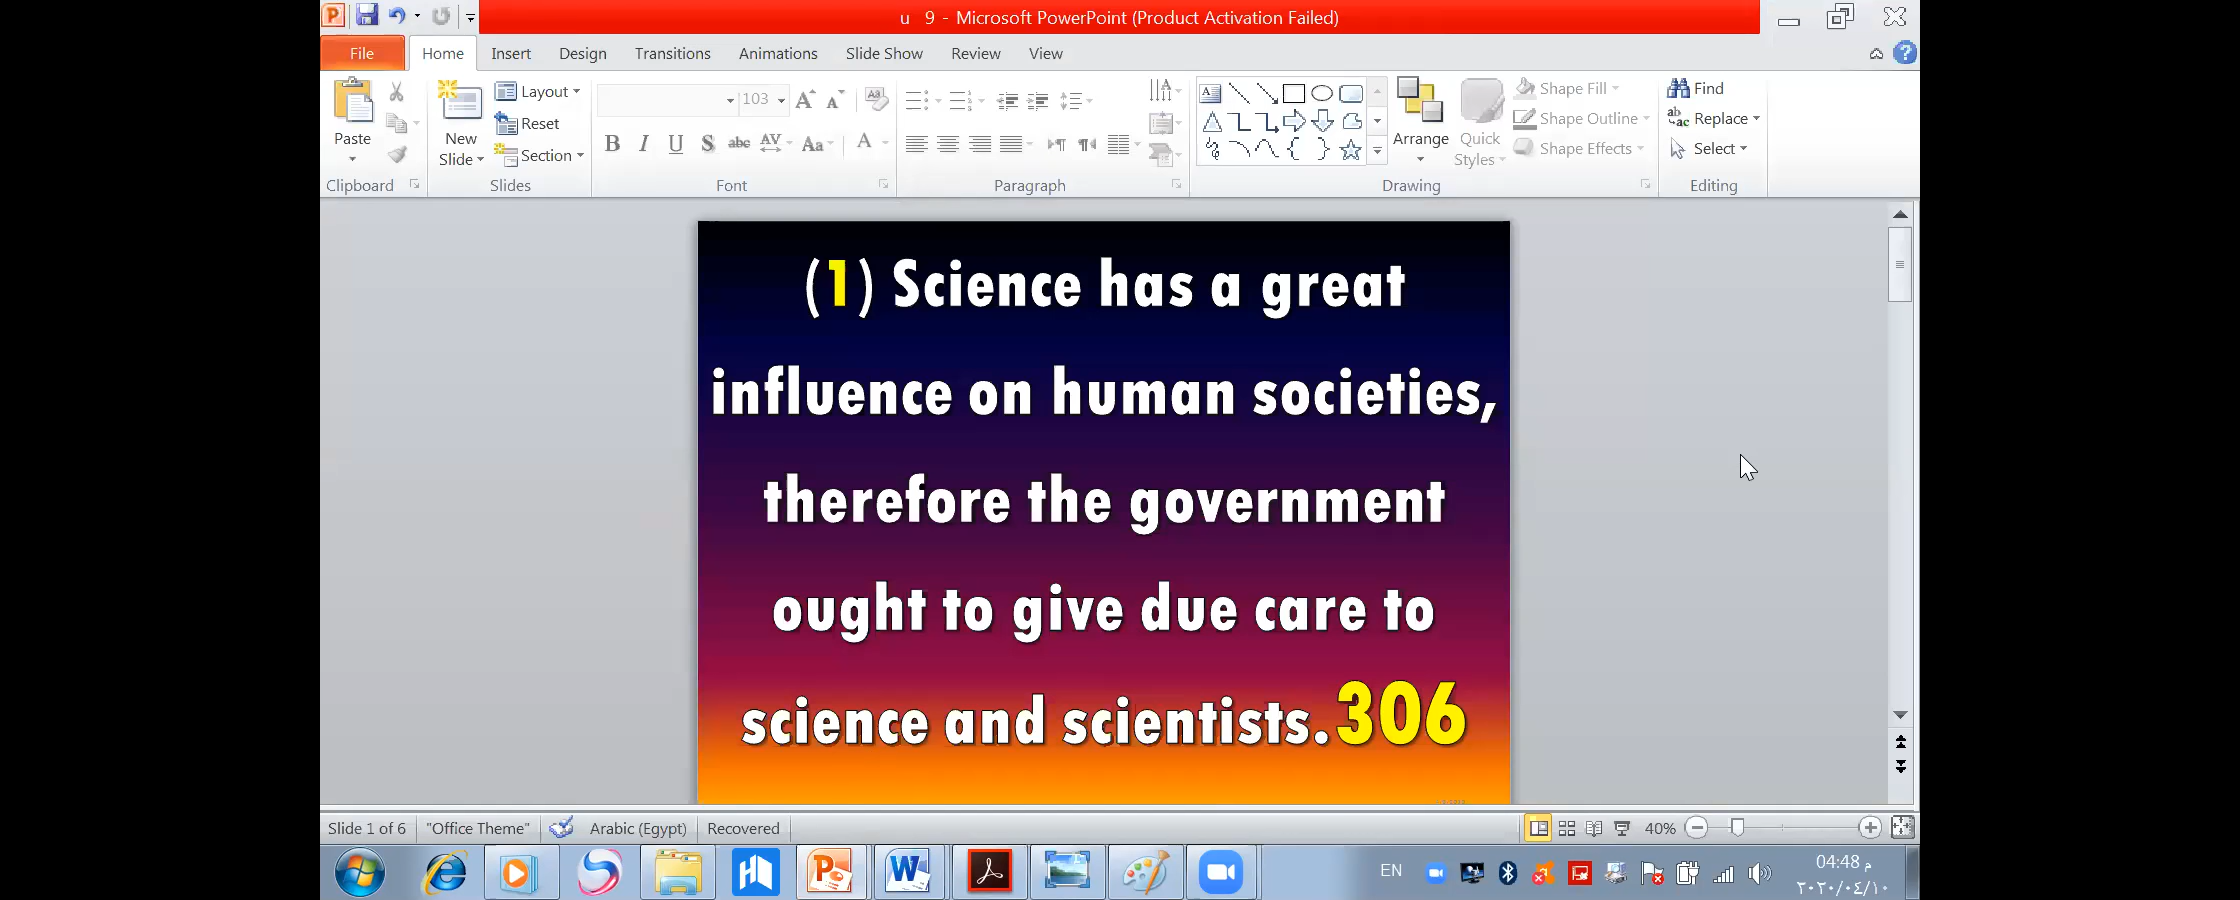 u 9 - Microsoft PowerPoint (Product Activation Failed)
File Home Insert Design Transitions Animations Slide Show Review View
Paste
Clipboard
New Slide
Layout
Reset
Section
Slides
103
B I U S abc AV Aa A
Font
Paragraph
Arrange
Quick Styles
Shape Fill
Shape Outline
Shape Effects
Drawing
Find
Replace
Select
Editing
(1) Science has a great
influence on human societies,
therefore the government
ought to give due care to
science and scientists.306
Slide 1 of 6 "Office Theme" Arabic (Egypt) Recovered 40%
EN
04:48 م
٢٠٢٠/٠٤/١٠